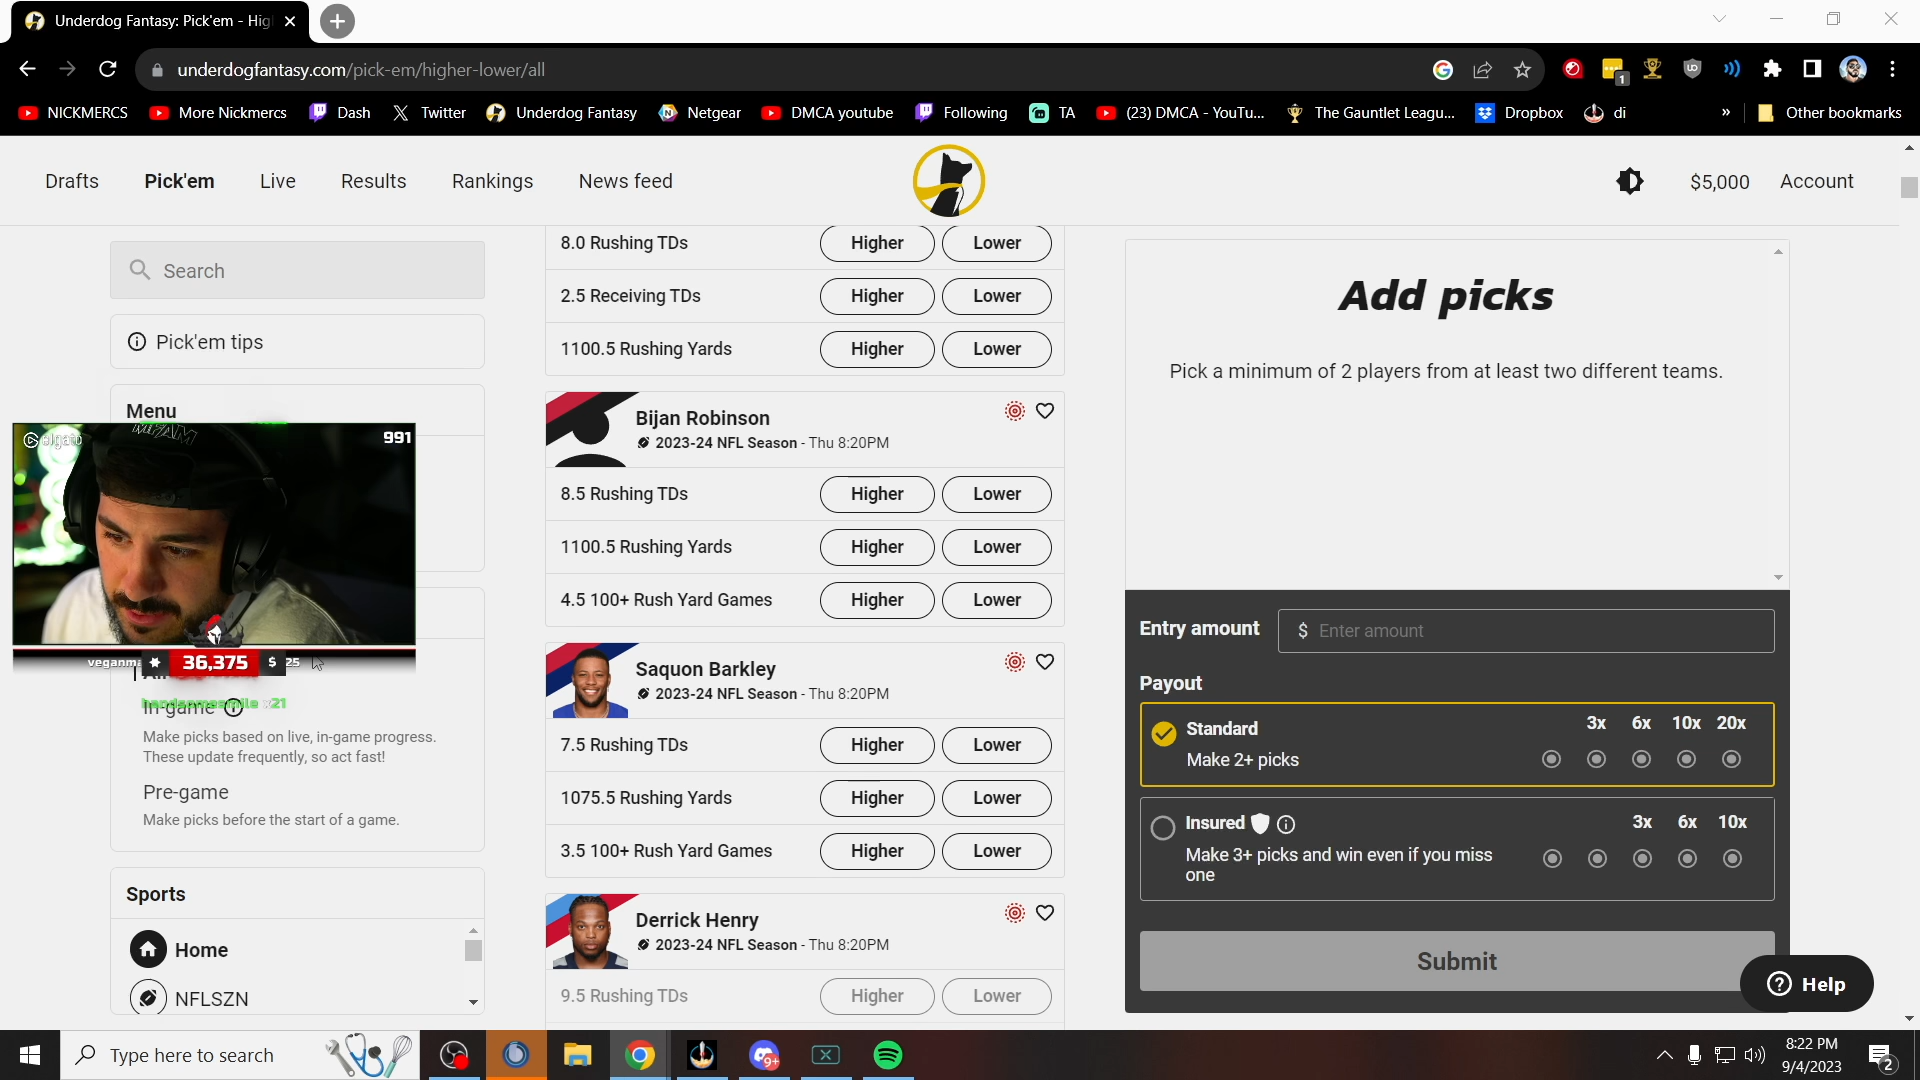 Underdog Fantasy: Pick'em - Hig
underdogfantasy.com/pick-em/higher-lower/all
1
NICKMERCS
More Nickmercs
Dash
Twitter
Underdog Fantasy
Netgear
DMCA youtube
Following
TA
(23) DMCA - YouTu...
The Gauntlet Leagu...
Dropbox
di
»
Other bookmarks
Drafts
Pick'em
Live
Results
Rankings
News feed
$5,000
Account
Search
Pick'em tips
Menu
elgato
991
36,375
$ 25
handsomesmile x21
In-game
Make picks based on live, in-game progress.
These update frequently, so act fast!
Pre-game
Make picks before the start of a game.
Sports
Home
NFLSZN
8.0 Rushing TDs
Higher
Lower
2.5 Receiving TDs
Higher
Lower
1100.5 Rushing Yards
Higher
Lower
Bijan Robinson
2023-24 NFL Season - Thu 8:20PM
8.5 Rushing TDs
Higher
Lower
1100.5 Rushing Yards
Higher
Lower
4.5 100+ Rush Yard Games
Higher
Lower
Saquon Barkley
2023-24 NFL Season - Thu 8:20PM
7.5 Rushing TDs
Higher
Lower
1075.5 Rushing Yards
Higher
Lower
3.5 100+ Rush Yard Games
Higher
Lower
Derrick Henry
2023-24 NFL Season - Thu 8:20PM
9.5 Rushing TDs
Higher
Lower
Add picks
Pick a minimum of 2 players from at least two different teams.
Entry amount
$ Enter amount
Payout
Standard
3x 6x 10x 20x
Make 2+ picks
Insured
3x 6x 10x
Make 3+ picks and win even if you miss
one
Submit
Help
Type here to search
9+
8:22 PM
9/4/2023
2